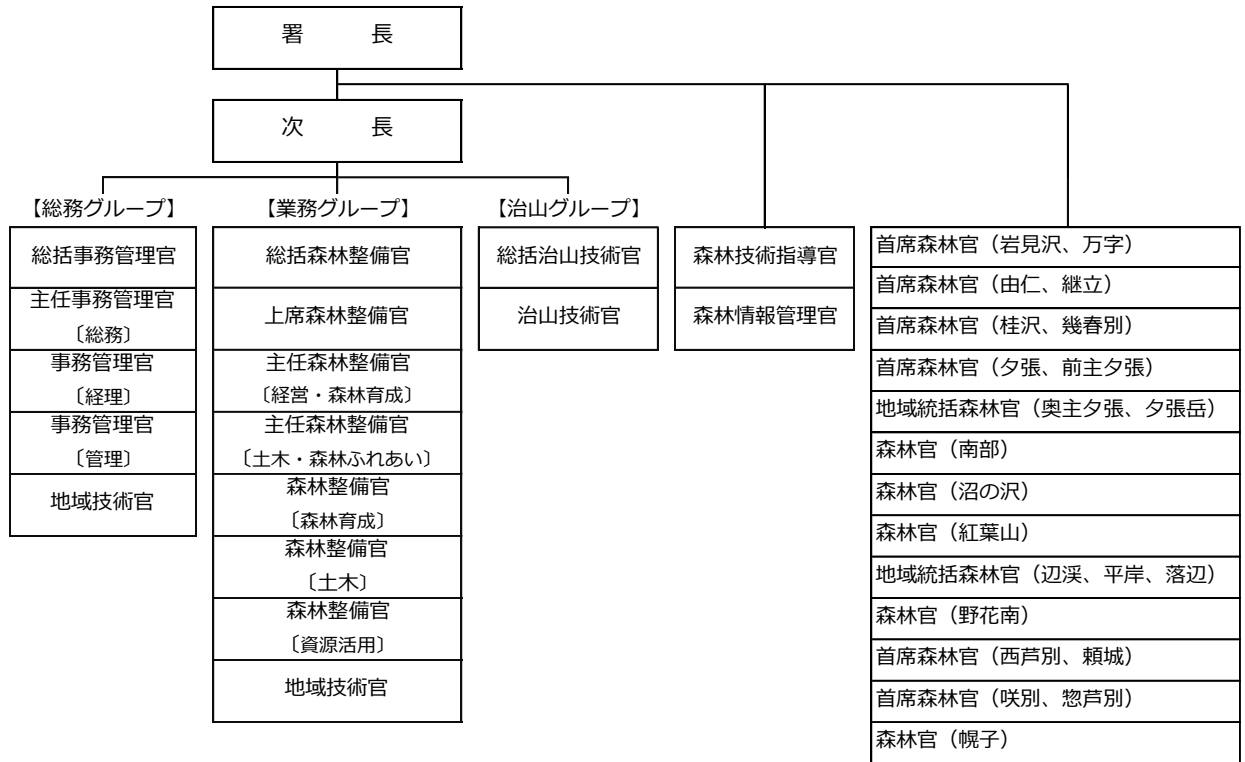 署　　長
次　　長
【総務グループ】
総括事務管理官
主任事務管理官
〔総務〕
事務管理官
〔経理〕
事務管理官
〔管理〕
地域技術官
【業務グループ】
総括森林整備官
上席森林整備官
主任森林整備官
〔経営・森林育成〕
主任森林整備官
〔土木・森林ふれあい〕
森林整備官
〔森林育成〕
森林整備官
〔土木〕
森林整備官
〔資源活用〕
地域技術官
【治山グループ】
総括治山技術官
治山技術官
森林技術指導官
森林情報管理官
首席森林官（岩見沢、万字）
首席森林官（由仁、継立）
首席森林官（桂沢、幾春別）
首席森林官（夕張、前主夕張）
地域統括森林官（奥主夕張、夕張岳）
森林官（南部）
森林官（沼の沢）
森林官（紅葉山）
地域統括森林官（辺渓、平岸、落辺）
森林官（野花南）
首席森林官（西芦別、頼城）
首席森林官（咲別、惣芦別）
森林官（幌子）